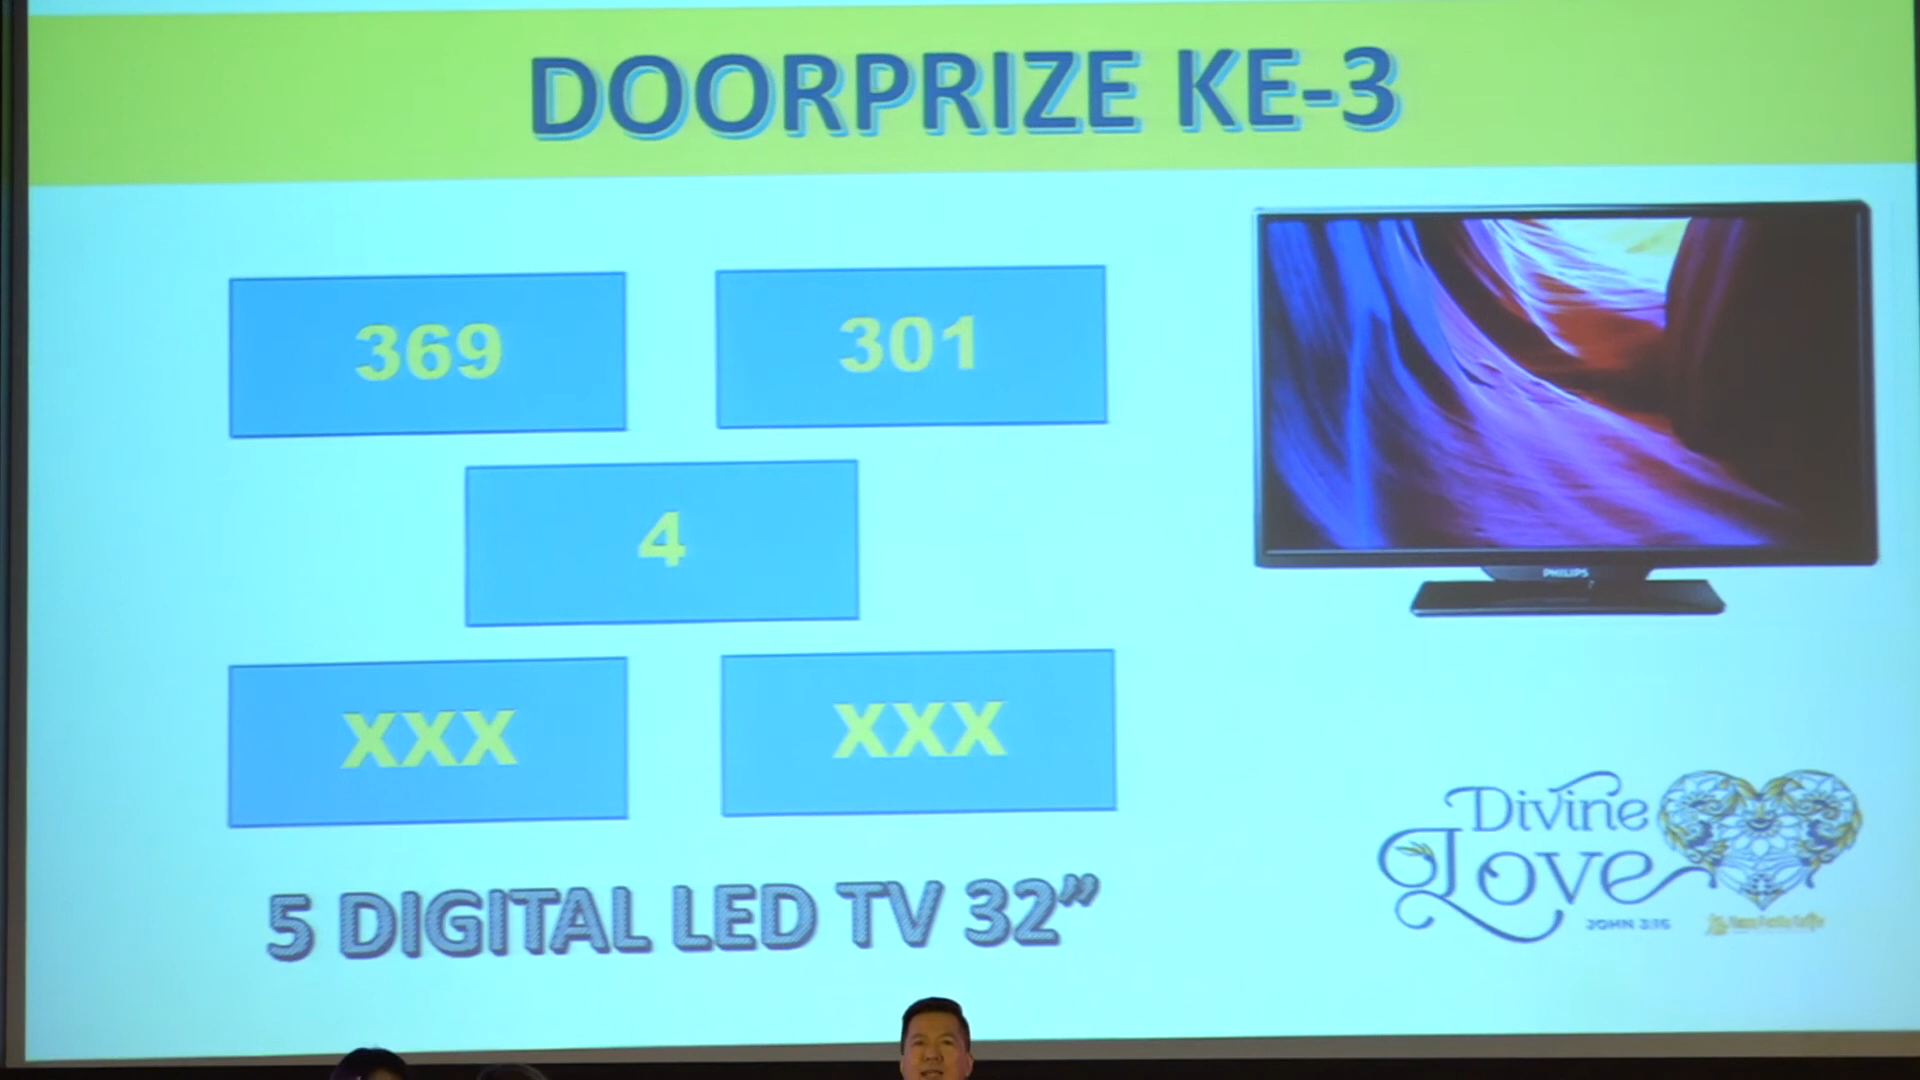 DOORPRIZE KE-3
369
301
4
XXX
XXX
PHILIPS
5 DIGITAL LED TV 32”
Divine
Love
JOHN 3:16